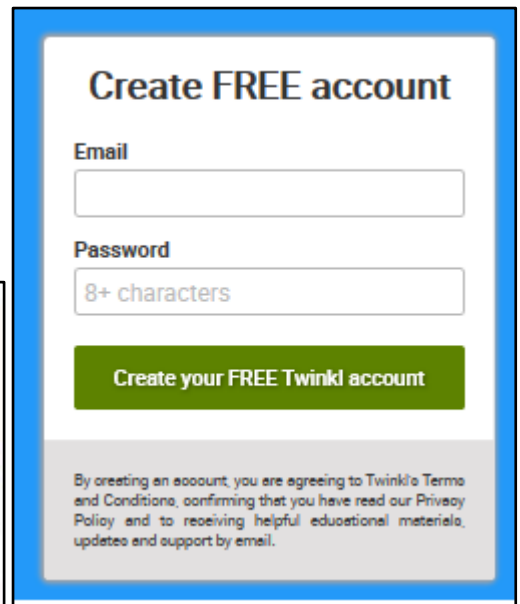 Create FREE account
Email
Password
8+ characters
Create your FREE Twinkl account
By creating an account, you are agreeing to Twinkl's Terms
and Conditions, confirming that you have read our Privacy
Policy and to receiving helpful educational materials,
updates and support by email.